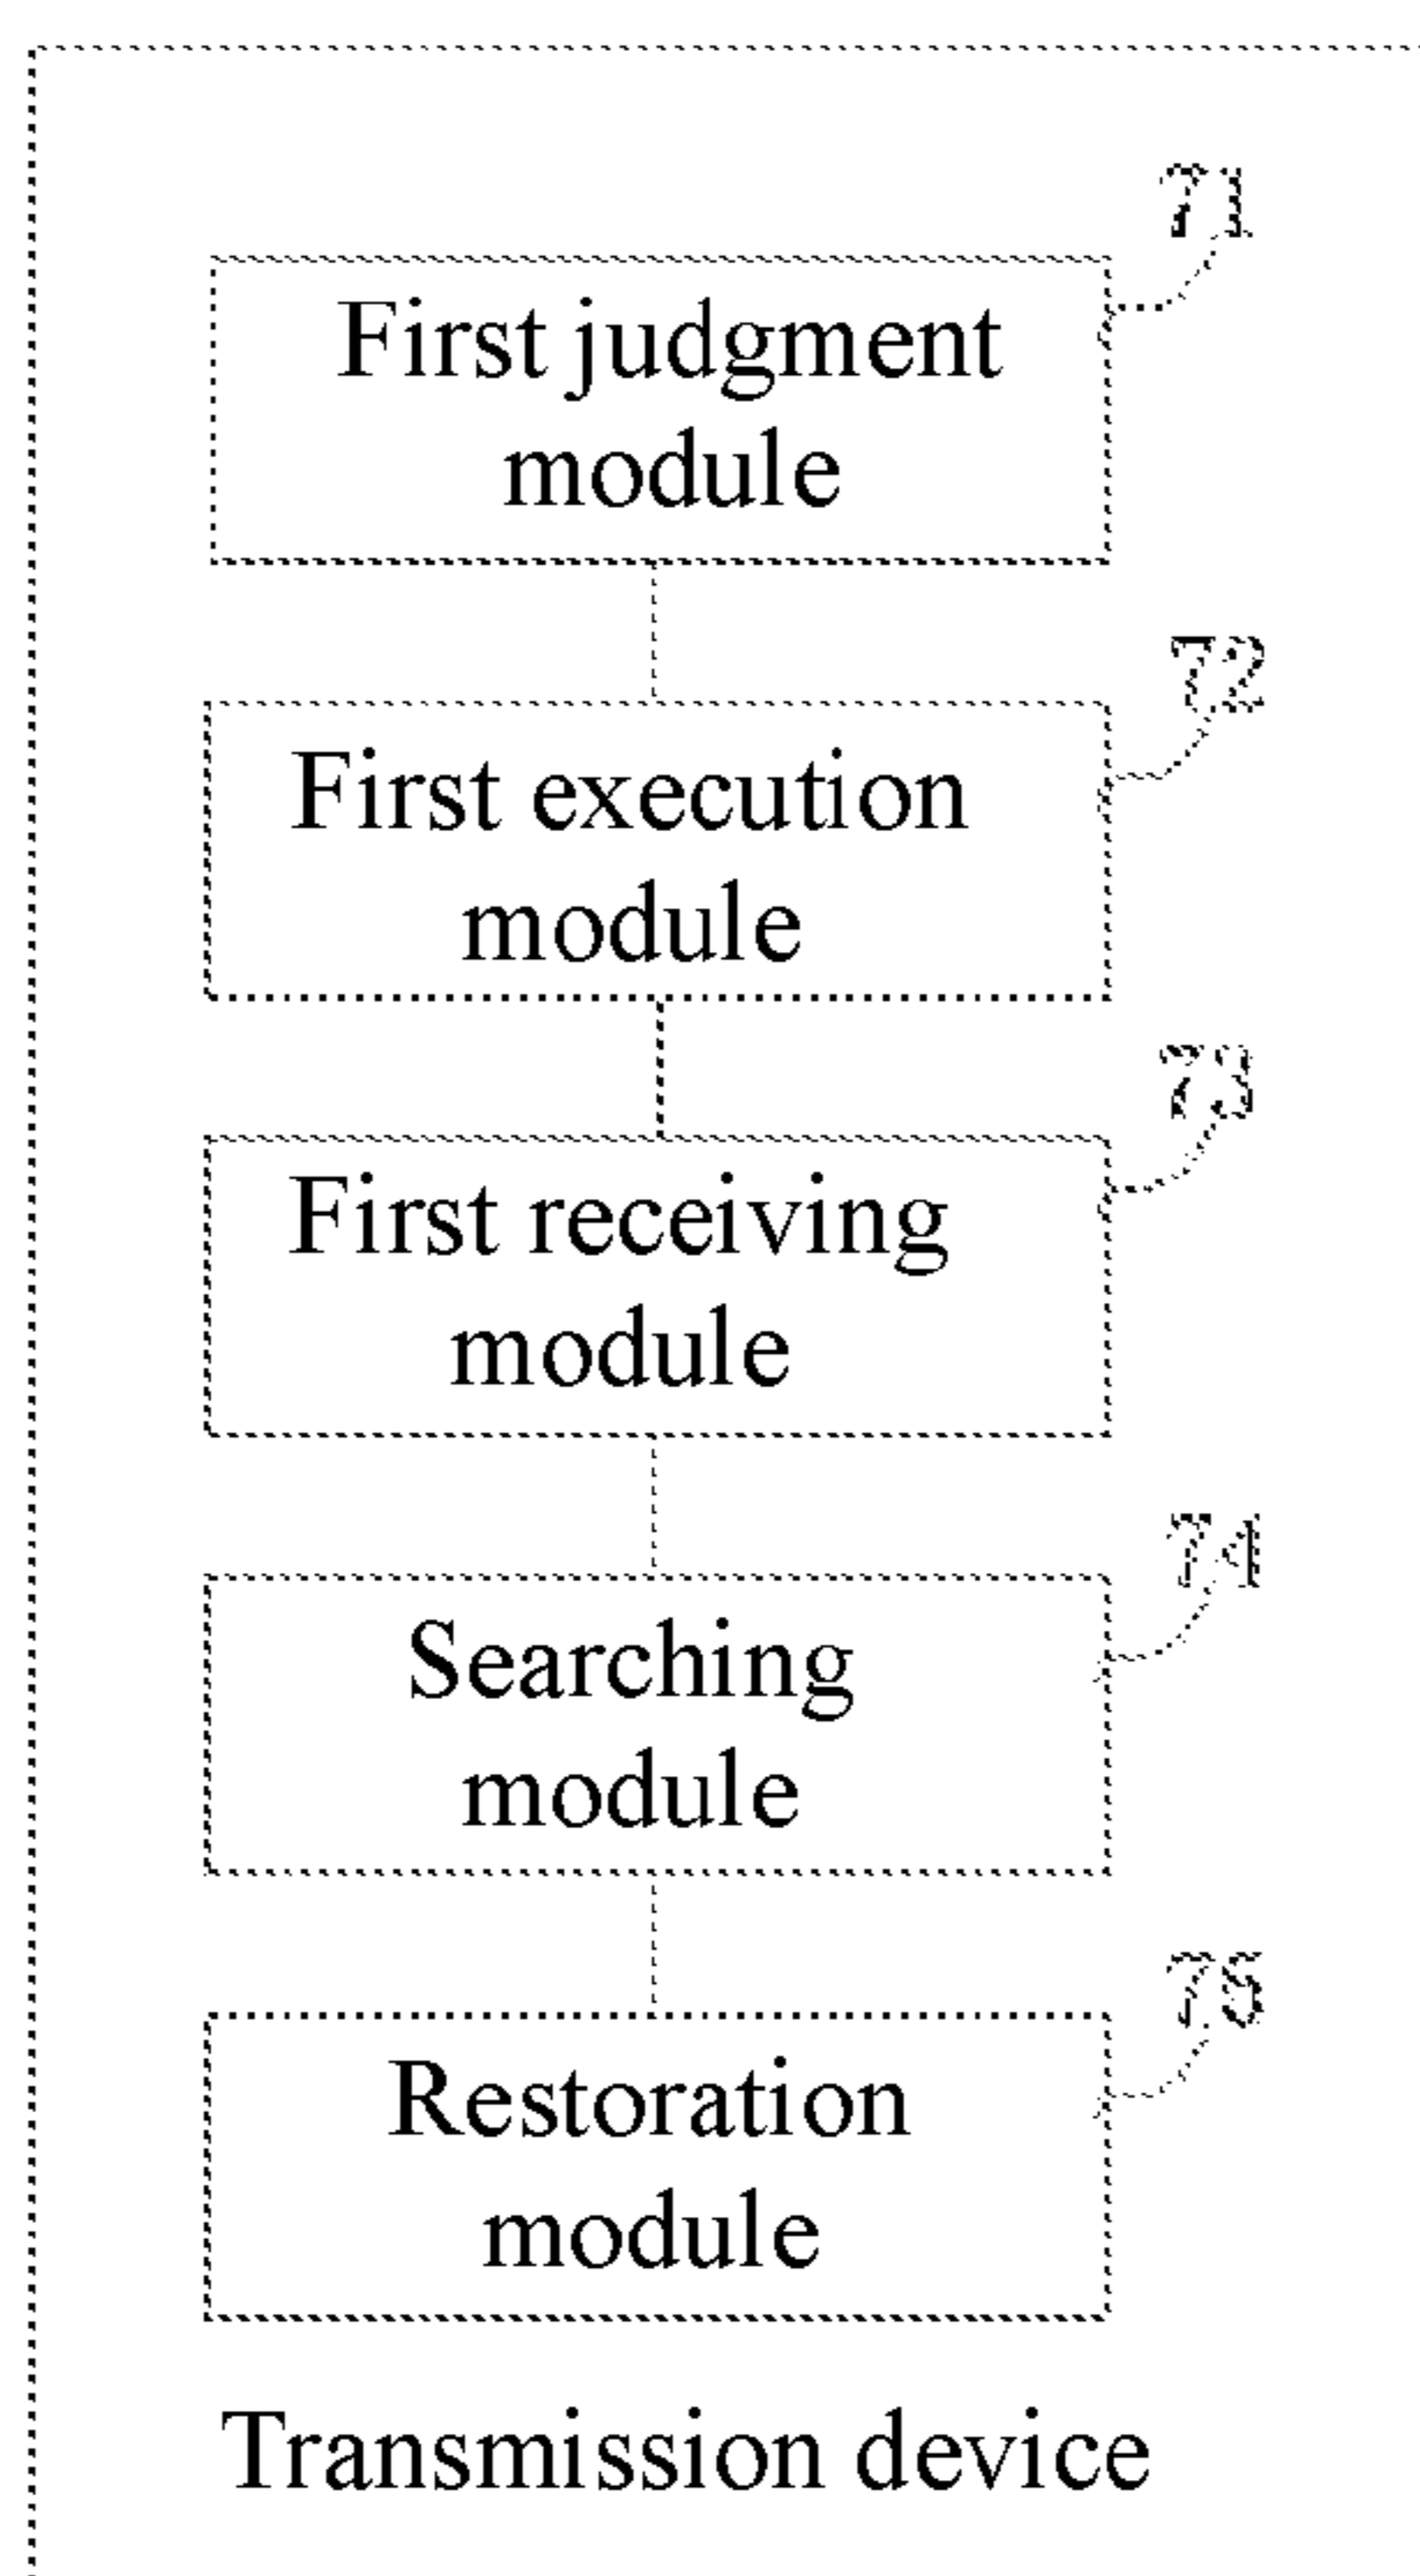 71
First judgment
module
72
First execution
module
73
First receiving
module
74
Searching
module
75
Restoration
module
Transmission device